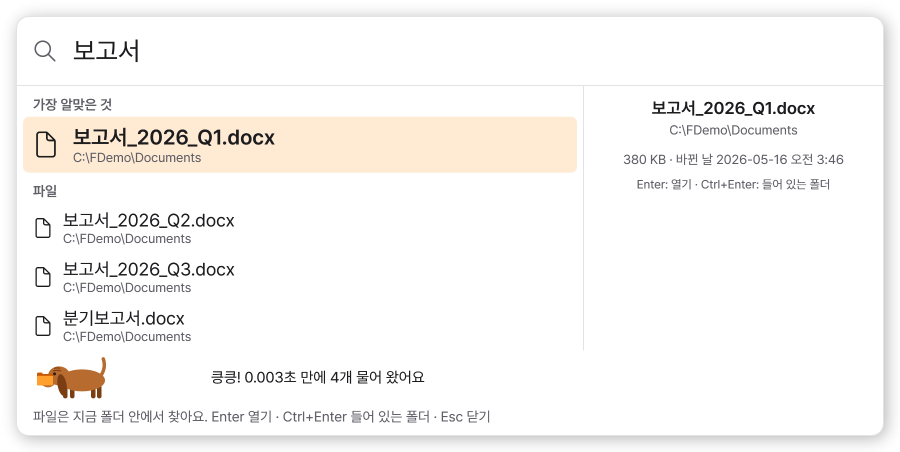 보고서
가장 알맞은 것
보고서_2026_Q1.docx
C:\FDemo\Documents
파일
보고서_2026_Q2.docx
C:\FDemo\Documents
보고서_2026_Q3.docx
C:\FDemo\Documents
분기보고서.docx
C:\FDemo\Documents
보고서_2026_Q1.docx
C:\FDemo\Documents
380 KB · 바뀐 날 2026-05-16 오전 3:46
Enter: 열기 · Ctrl+Enter: 들어 있는 폴더
킁킁! 0.003초 만에 4개 물어 왔어요
파일은 지금 폴더 안에서 찾아요. Enter 열기 · Ctrl+Enter 들어 있는 폴더 · Esc 닫기